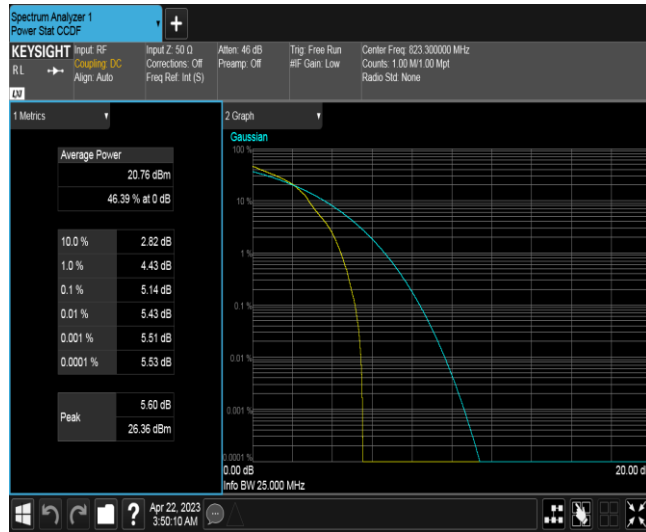 Spectrum Analyzer 1
Power Stat CCDF
KEYSIGHT
RL
LXI
Input: RF
Coupling: DC
Align: Auto
Input Z: 50 Ω
Corrections: Off
Freq Ref: Int (S)
Atten: 46 dB
Preamp: Off
Trig: Free Run
#IF Gain: Low
Center Freq: 823.300000 MHz
Counts: 1.00 M/1.00 Mpt
Radio Std: None
1 Metrics
Average Power
20.76 dBm
46.39 % at 0 dB
10.0 % 2.82 dB
1.0 % 4.43 dB
0.1 % 5.14 dB
0.01 % 5.43 dB
0.001 % 5.51 dB
0.0001 % 5.53 dB
Peak
5.60 dB
26.36 dBm
2 Graph
Gaussian
100 %
10 %
1 %
0.1 %
0.01 %
0.001 %
0.0001 %
0.00 dB
20.00 d
Info BW 25.000 MHz
?
Apr 22, 2023
3:50:10 AM